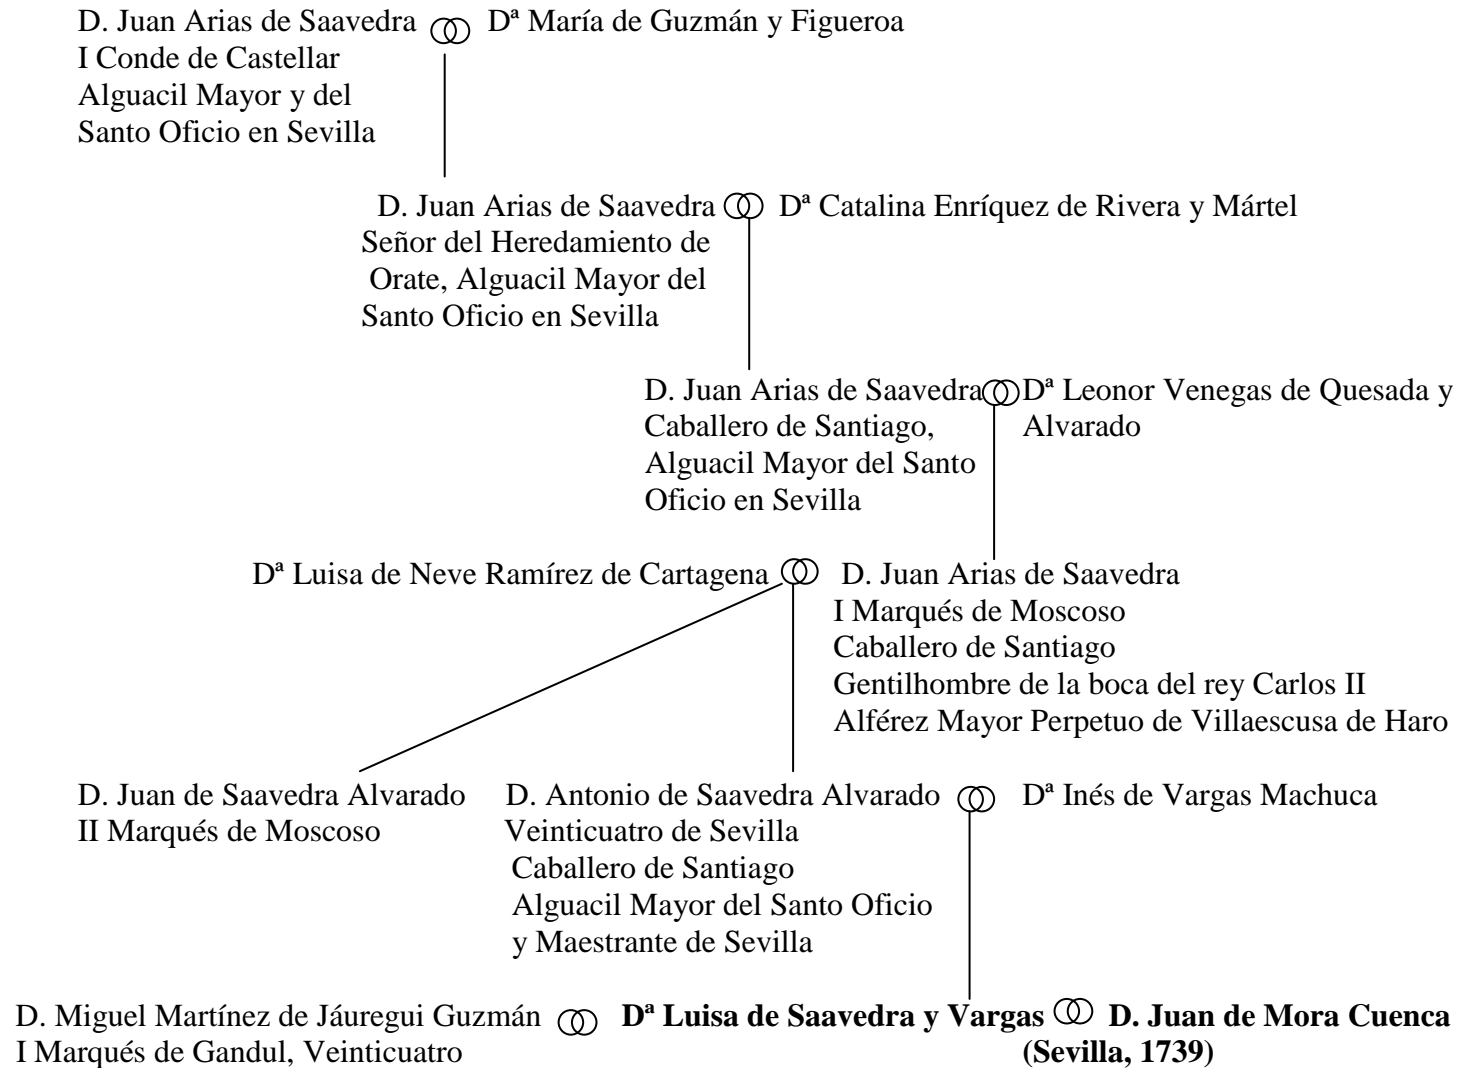 D. Juan Arias de Saavedra Dª María de Guzmán y Figueroa
I Conde de Castellar
Alguacil Mayor y del
Santo Oficio en Sevilla
D. Juan Arias de Saavedra Dª Catalina Enríquez de Rivera y Mártel
Señor del Heredamiento de
Orate, Alguacil Mayor del
Santo Oficio en Sevilla
D. Juan Arias de Saavedra Dª Leonor Venegas de Quesada y
Caballero de Santiago, Alvarado
Alguacil Mayor del Santo
Oficio en Sevilla
Dª Luisa de Neve Ramírez de Cartagena D. Juan Arias de Saavedra
I Marqués de Moscoso
Caballero de Santiago
Gentilhombre de la boca del rey Carlos II
Alférez Mayor Perpetuo de Villaescusa de Haro
D. Juan de Saavedra Alvarado D. Antonio de Saavedra Alvarado Dª Inés de Vargas Machuca
II Marqués de Moscoso Veinticuatro de Sevilla
Caballero de Santiago
Alguacil Mayor del Santo Oficio
y Maestrante de Sevilla
D. Miguel Martínez de Jáuregui Guzmán Dª Luisa de Saavedra y Vargas D. Juan de Mora Cuenca
I Marqués de Gandul, Veinticuatro (Sevilla, 1739)